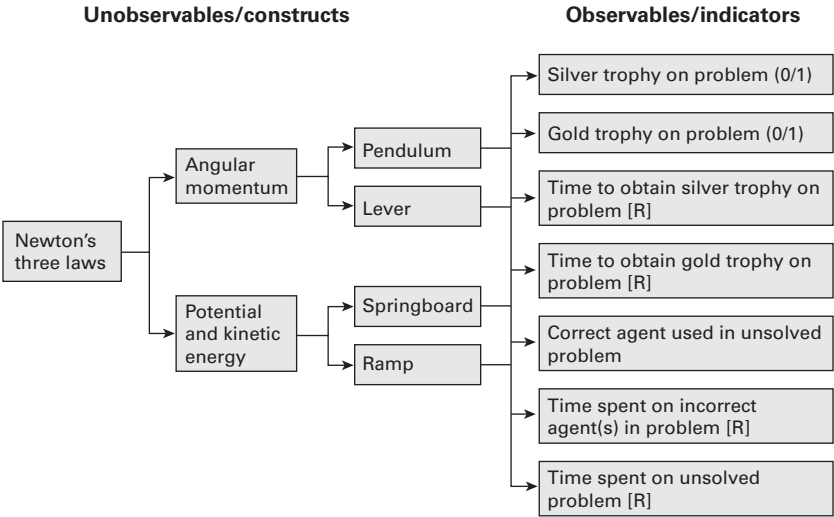 Unobservables/constructs
Observables/indicators
Newton's
three laws
Angular
momentum
Potential
and kinetic
energy
Pendulum
Lever
Springboard
Ramp
Silver trophy on problem (0/1)
Gold trophy on problem (0/1)
Time to obtain silver trophy on
problem [R]
Time to obtain gold trophy on
problem [R]
Correct agent used in unsolved
problem
Time spent on incorrect
agent(s) in problem [R]
Time spent on unsolved
problem [R]